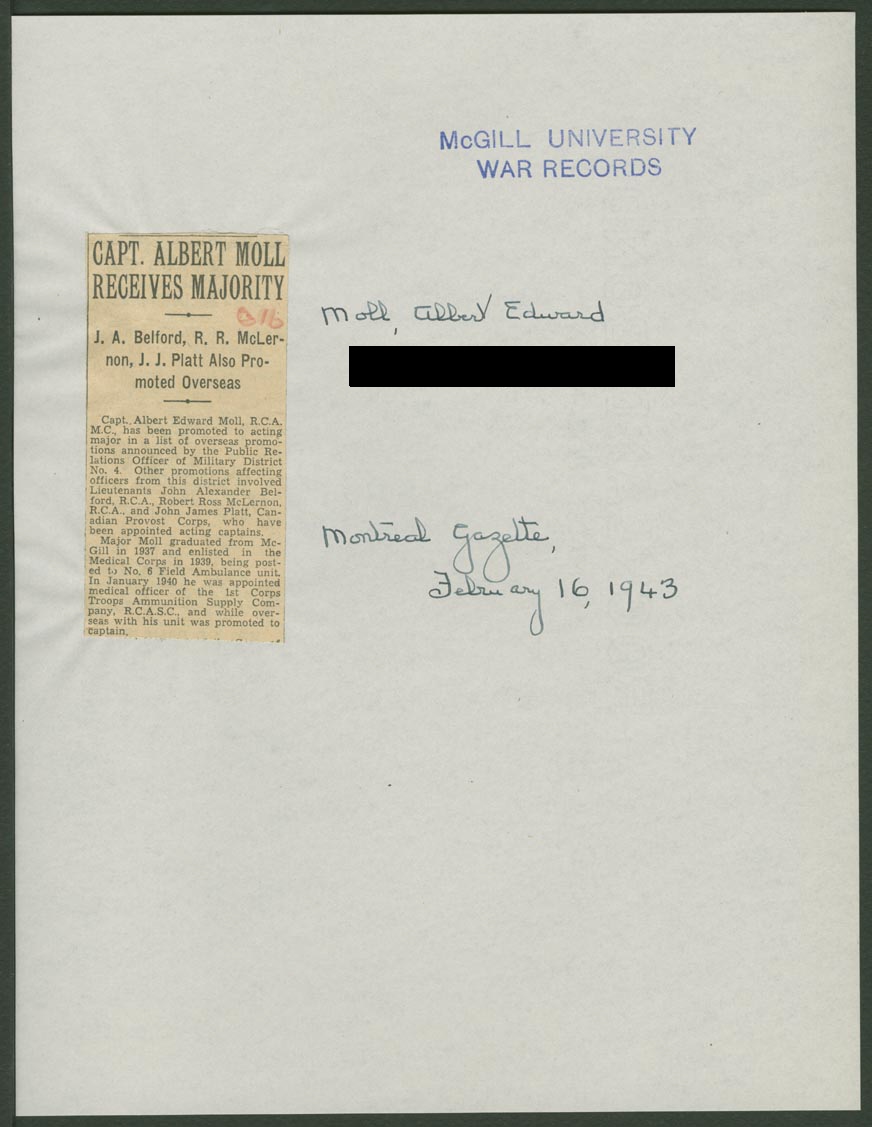 McGILL UNIVERSITY
WAR RECORDS
CAPT. ALBERT MOLL
RECEIVES MAJORITY
J. A. Belford, R. R. McLer-
non, J. J. Platt Also Pro-
moted Overseas
Capt. Albert Edward Moll, R.C.A.
M.C., has been promoted to acting
major in a list of overseas promo-
tions announced by the Public Re-
lations Officer of Military District
No. 4. Other promotions affecting
officers from this district involved
Lieutenants John Alexander Bel-
ford, R.C.A., Robert Ross McLernon,
R.C.A., and John James Platt, Can-
adian Provost Corps, who have
been appointed acting captains.
Major Moll graduated from Mc-
Gill in 1937 and enlisted in the
Medical Corps in 1939, being post-
ed to No. 6 Field Ambulance unit.
In January 1940 he was appointed
medical officer of the 1st Corps
Troops Ammunition Supply Com-
pany, R.C.A.S.C., and while over-
seas with his unit was promoted to
captain.
Moll, Albert Edward
Montreal Gazette,
February 16, 1943